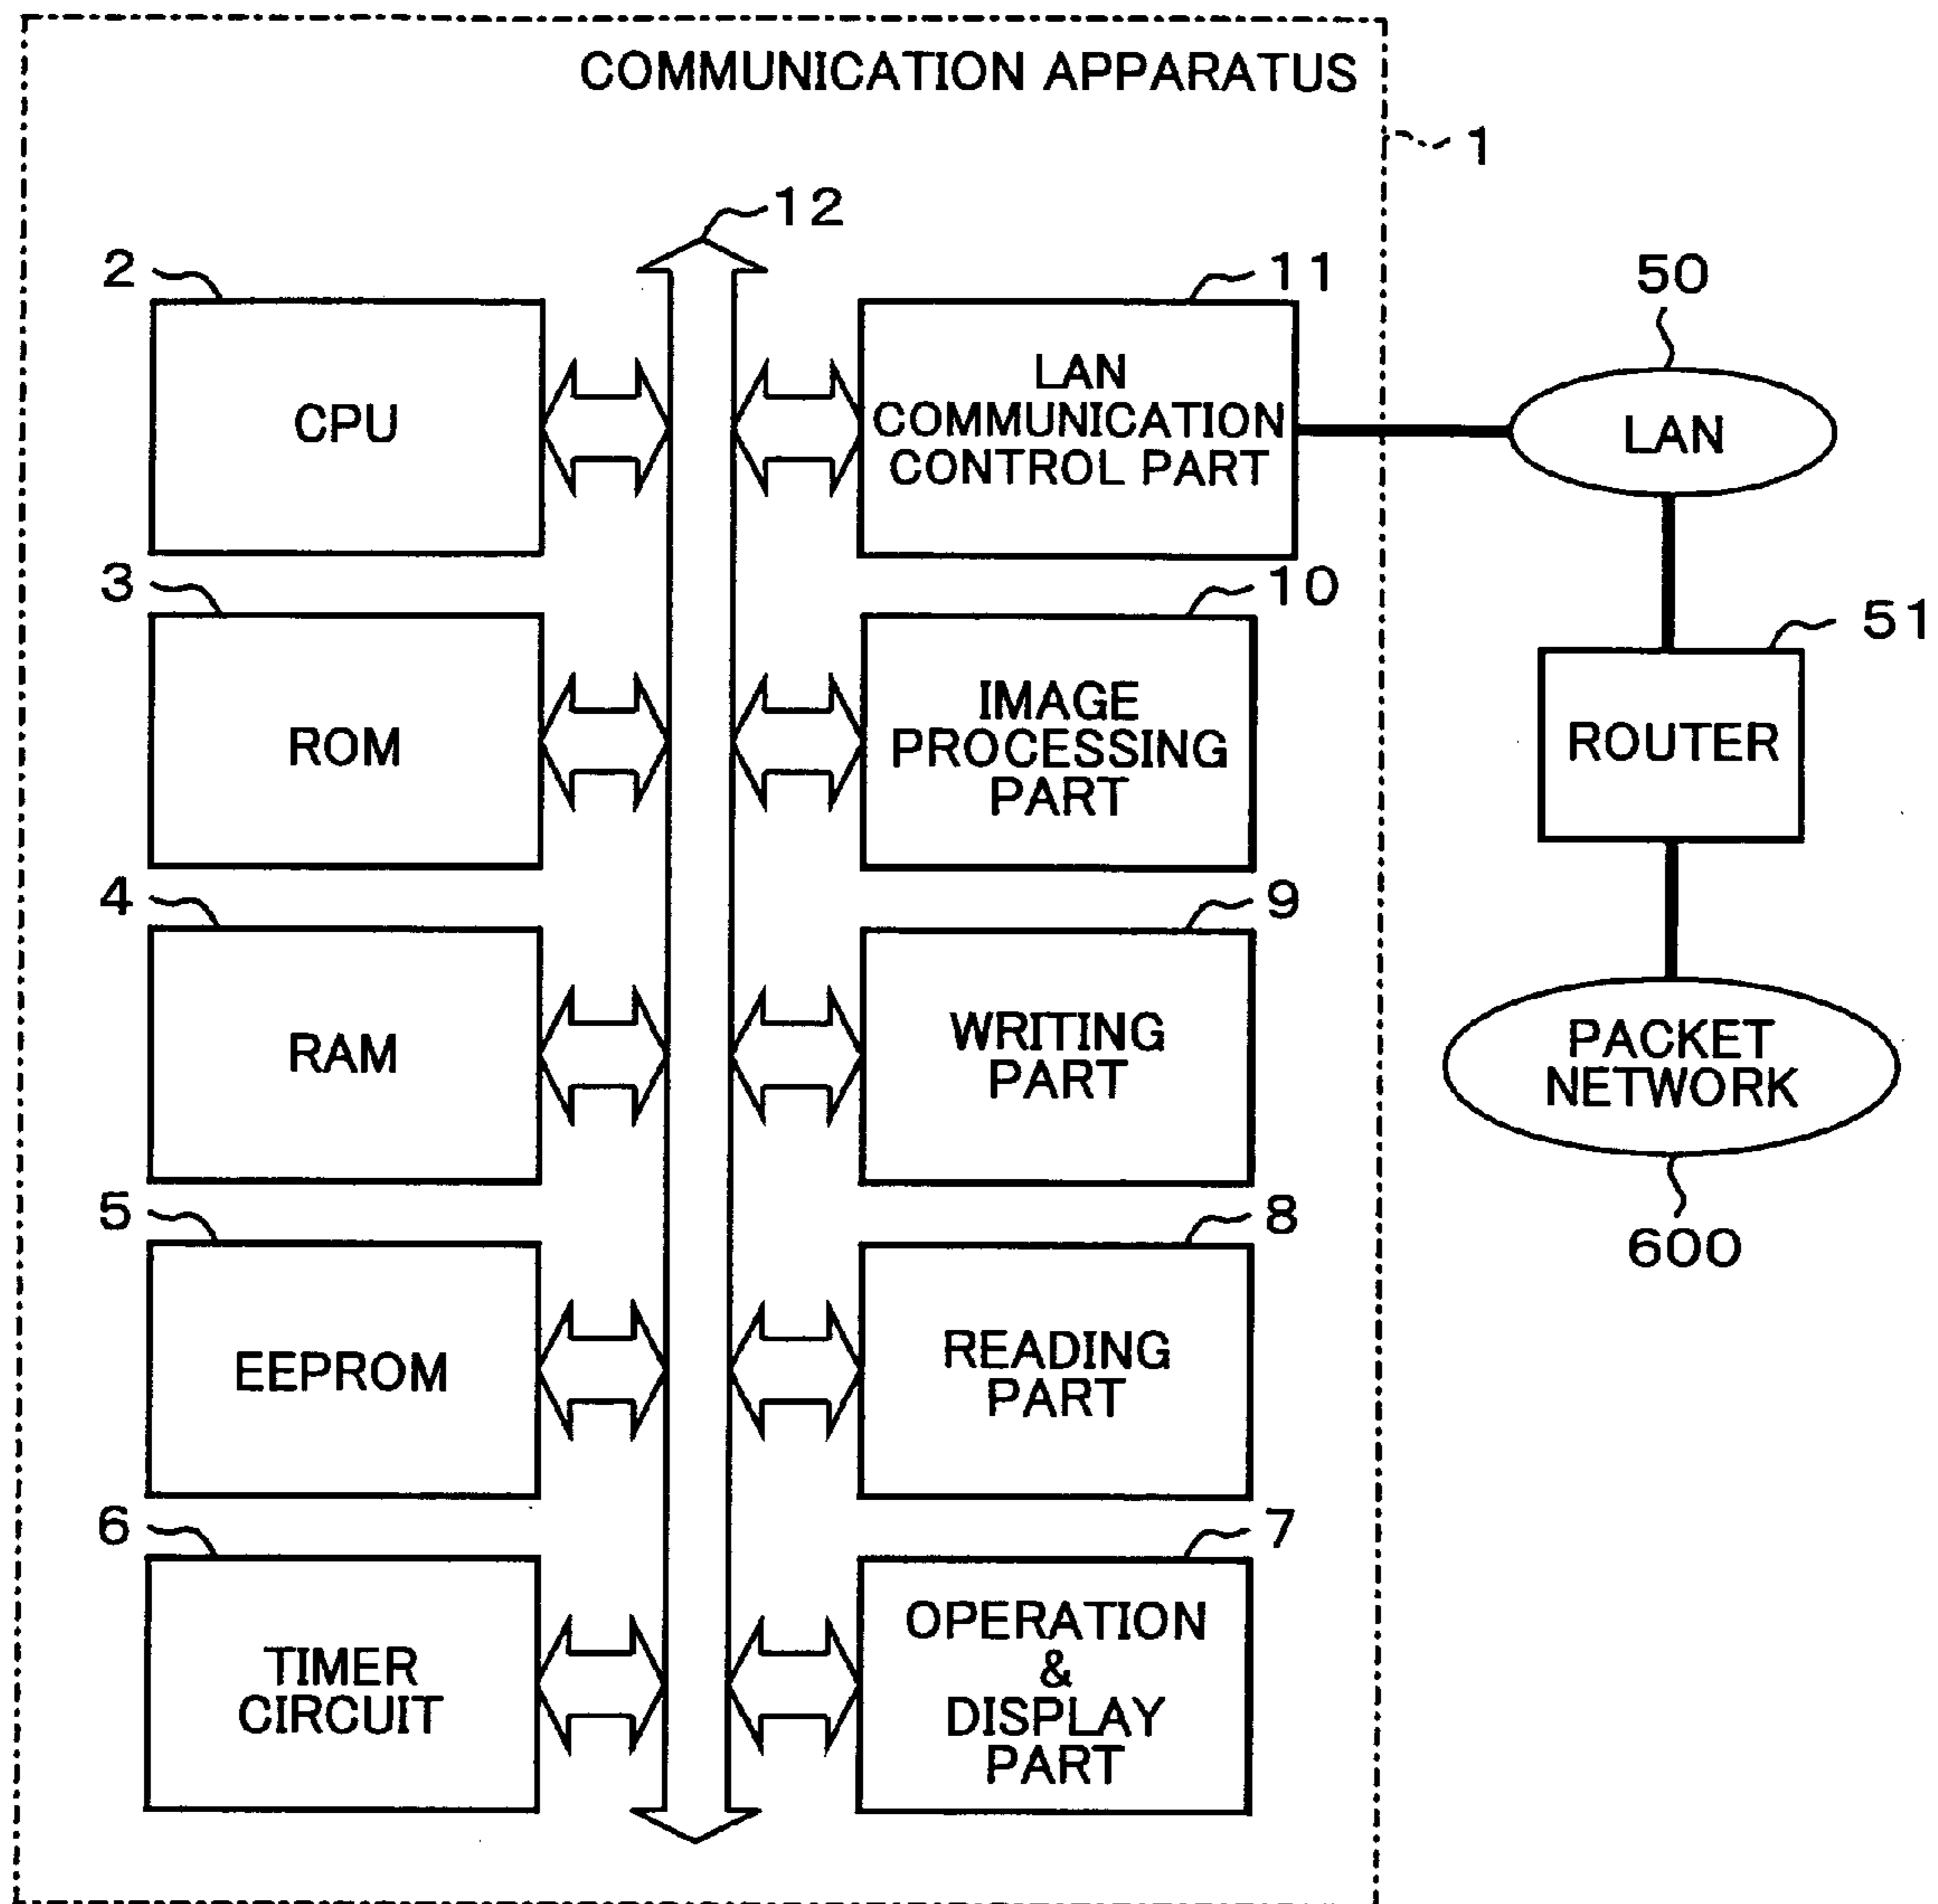 COMMUNICATION APPARATUS
1
12
2
CPU
11
LAN
COMMUNICATION
CONTROL PART
50
LAN
3
ROM
10
IMAGE
PROCESSING
PART
51
ROUTER
4
RAM
9
WRITING
PART
PACKET
NETWORK
600
5
EEPROM
8
READING
PART
6
TIMER
CIRCUIT
7
OPERATION
&
DISPLAY
PART